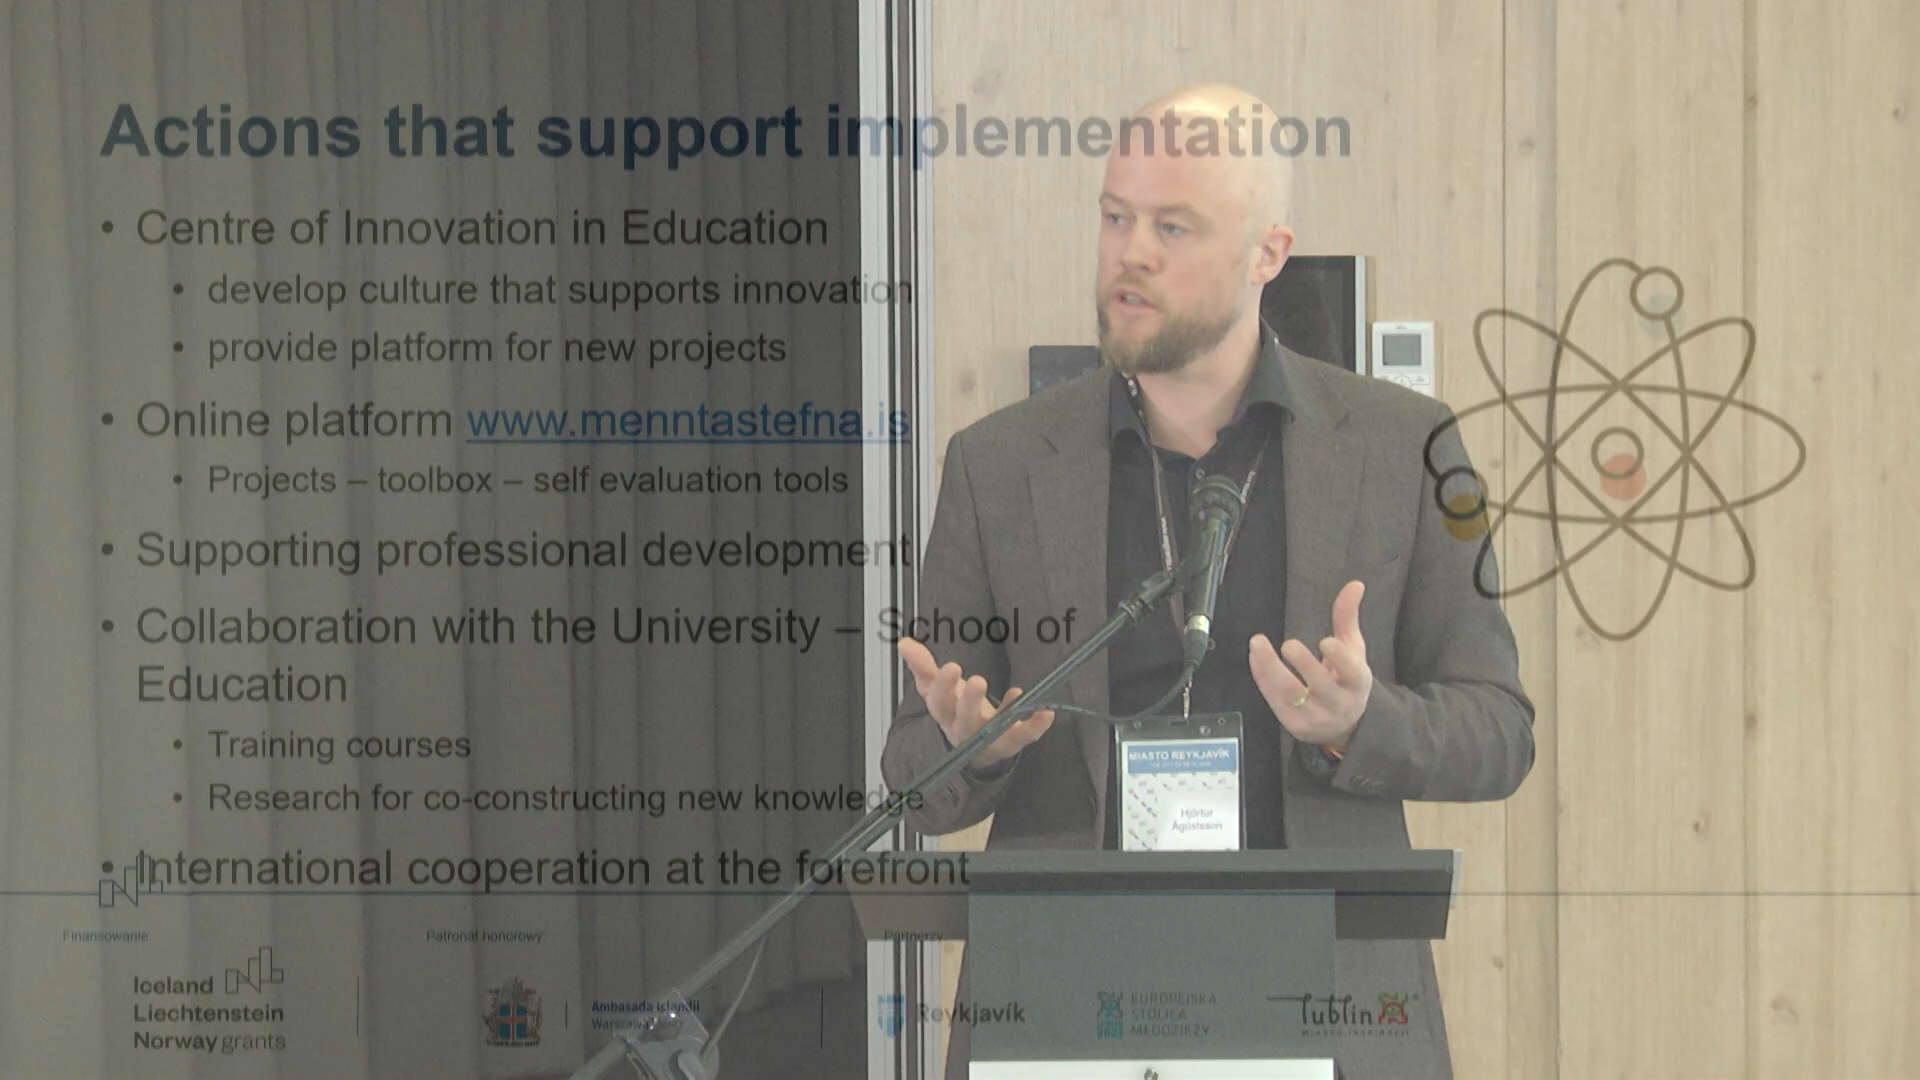 Actions that support implementation
• Centre of Innovation in Education
• develop culture that supports innovation
• provide platform for new projects
• Online platform www.menntastefna.is
• Projects – toolbox – self evaluation tools
• Supporting professional development
• Collaboration with the University – School of
Education
• Training courses
• Research for co-constructing new knowledge
• International cooperation at the forefront
MIASTO REYKJAVÍK
Hjörtur
Ágústsson
Finansowanie:
Patronat honorowy:
Partnerzy:
Iceland
Liechtenstein
Norway grants
Ambasada Islandii
Warszawa
Reykjavík
EUROPEJSKA
STOLICA
MŁODZIEŻY
Lublin
MIASTO INSPIRACJI